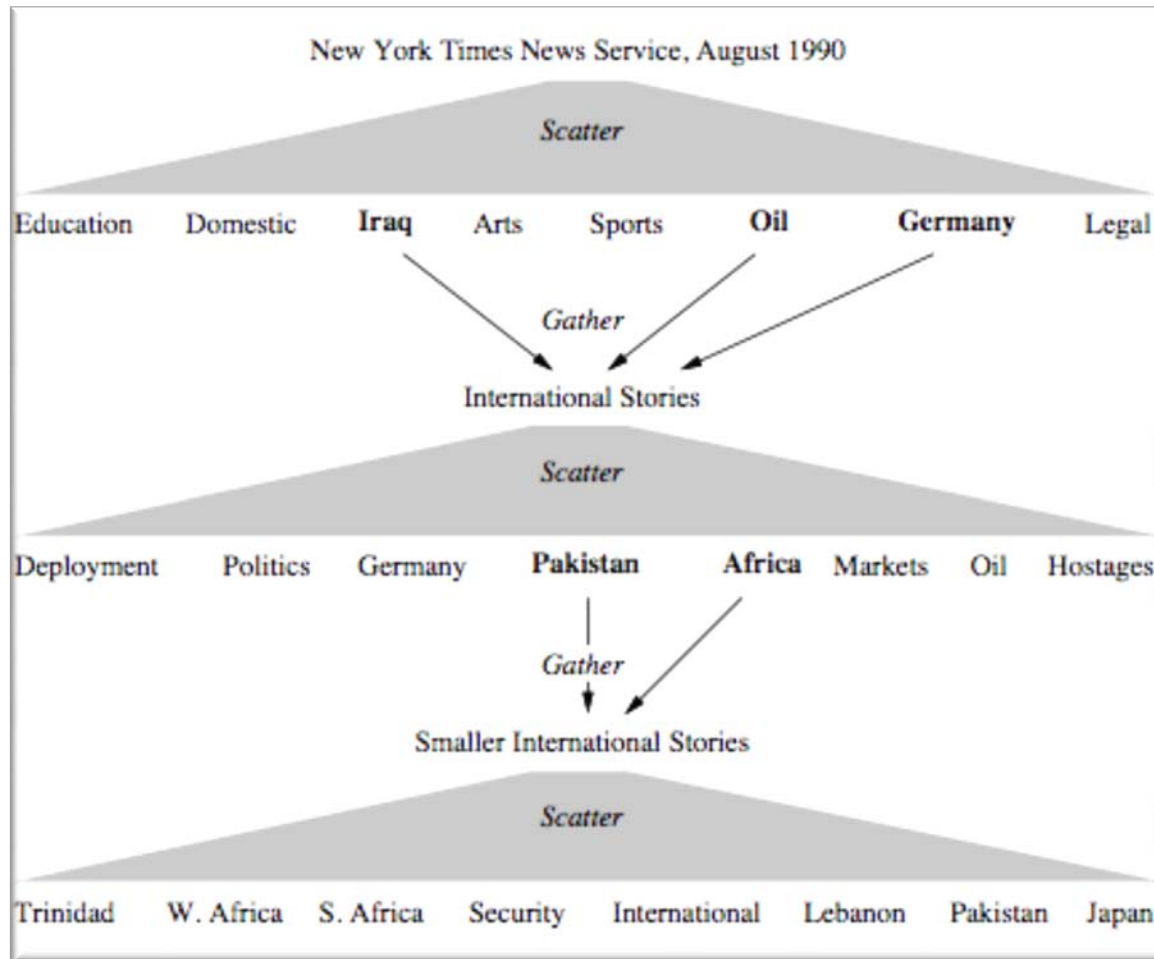 New York Times News Service, August 1990
Scatter
Education Domestic Iraq Arts Sports Oil Germany Legal
Gather
International Stories
Scatter
Deployment Politics Germany Pakistan Africa Markets Oil Hostages
Gather
Smaller International Stories
Scatter
Trinidad W. Africa S. Africa Security International Lebanon Pakistan Japan